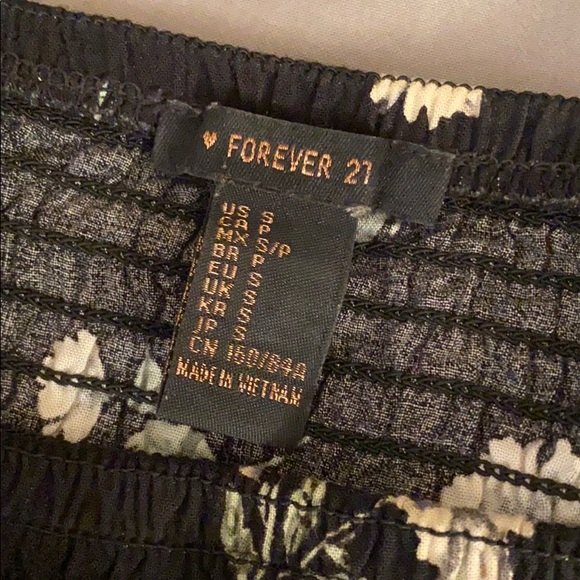 ♥ FOREVER 21
US S
CA P
MX S/P
BR P
EU S
UK S
KR S
JP S
CN 160/84A
MADE IN VIETNAM